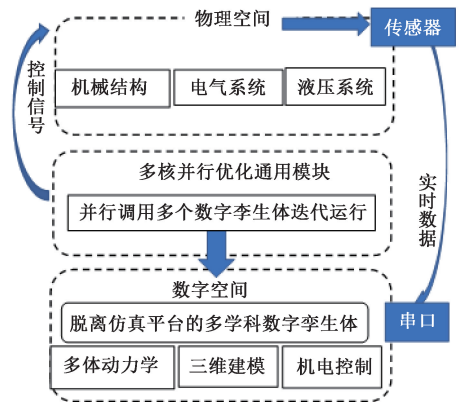 物理空间
传感器
控制信号
机械结构
电气系统
液压系统
多核并行优化通用模块
并行调用多个数字孪生体迭代运行
实时数据
数字空间
脱离仿真平台的多学科数字孪生体
串口
多体动力学
三维建模
机电控制